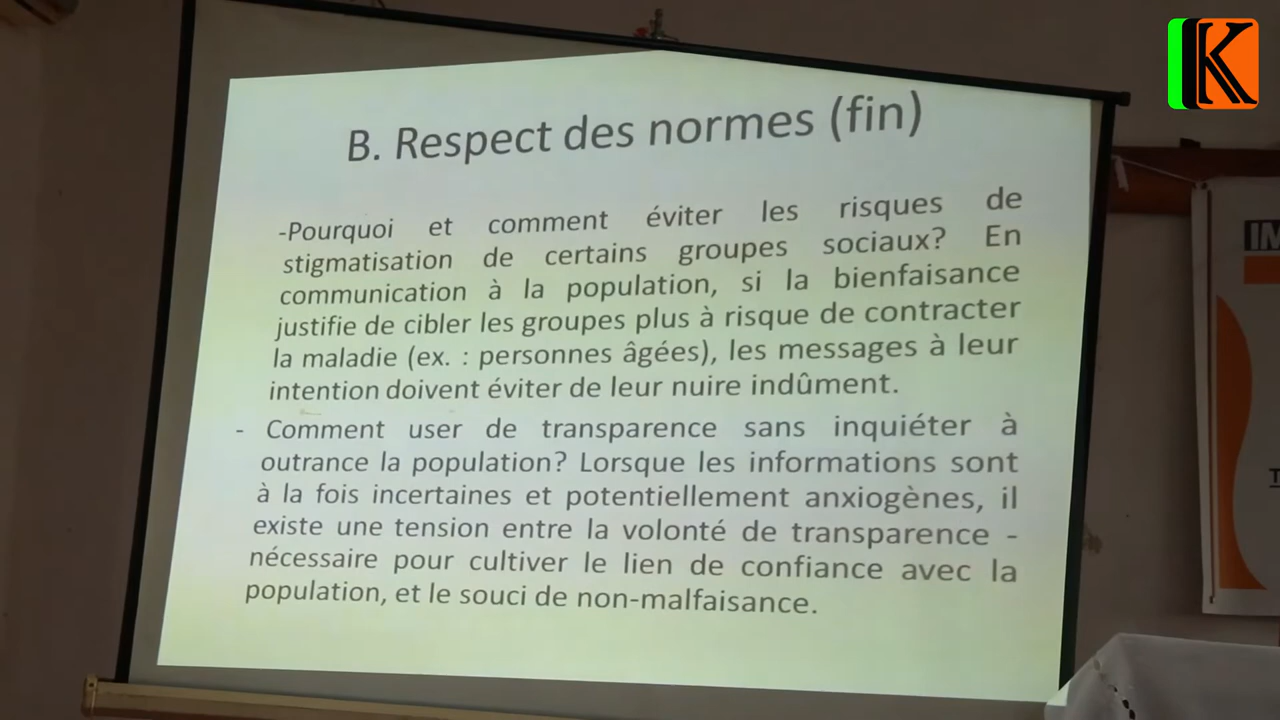 K
B. Respect des normes (fin)
-Pourquoi et comment éviter les risques de
stigmatisation de certains groupes sociaux? En
communication à la population, si la bienfaisance
justifie de cibler les groupes plus à risque de contracter
la maladie (ex. : personnes âgées), les messages à leur
intention doivent éviter de leur nuire indûment.
- Comment user de transparence sans inquiéter à
outrance la population? Lorsque les informations sont
à la fois incertaines et potentiellement anxiogènes, il
existe une tension entre la volonté de transparence -
nécessaire pour cultiver le lien de confiance avec la
population, et le souci de non-malfaisance.
IM
T